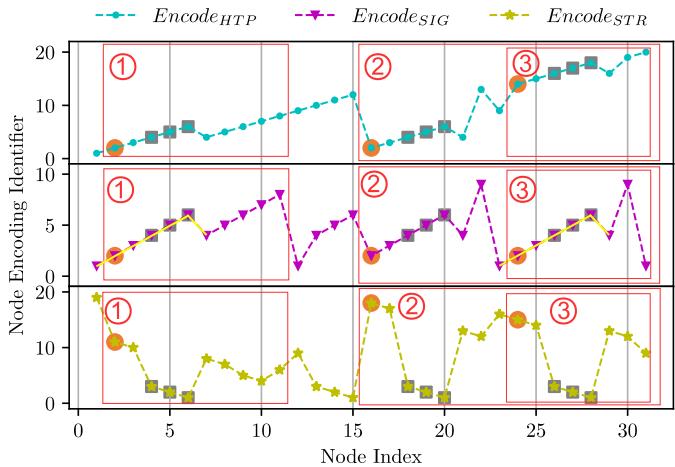 Encode_HTP Encode_SIG Encode_STR
Node Encoding Identifier
20
10
0
① ② ③
10
5
0
① ② ③
20
10
0
① ② ③
0 5 10 15 20 25 30
Node Index